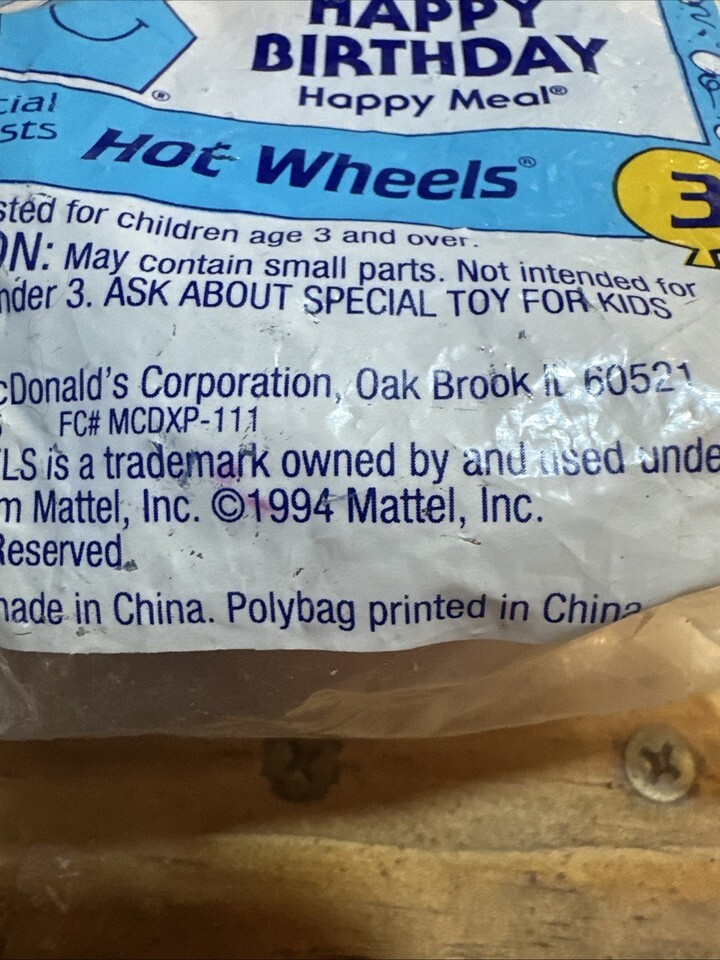 HAPPY
BIRTHDAY
Happy Meal®
®
cial
sts
Hot Wheels®
3
sted for children age 3 and over.
ON: May contain small parts. Not intended for
nder 3. ASK ABOUT SPECIAL TOY FOR KIDS
cDonald's Corporation, Oak Brook IL 60521
FC# MCDXP-111
LS is a trademark owned by and used unde
m Mattel, Inc. ©1994 Mattel, Inc.
Reserved
made in China. Polybag printed in China